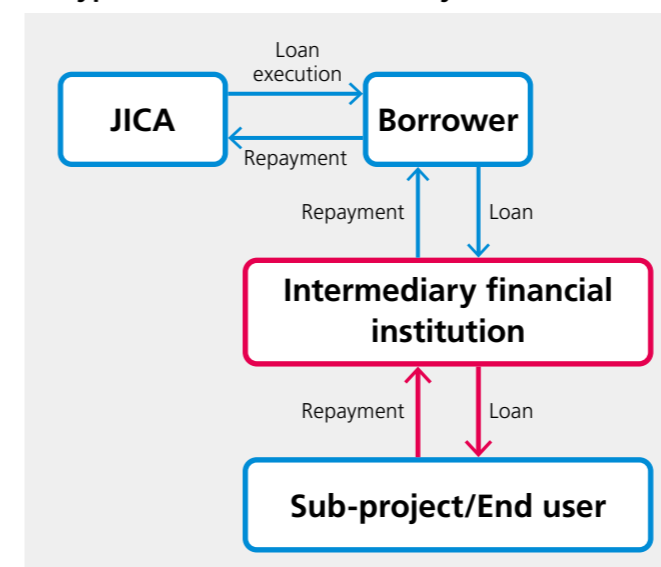 Loan
execution
JICA
Borrower
Repayment
Repayment
Loan
Intermediary financial
institution
Repayment
Loan
Sub-project/End user